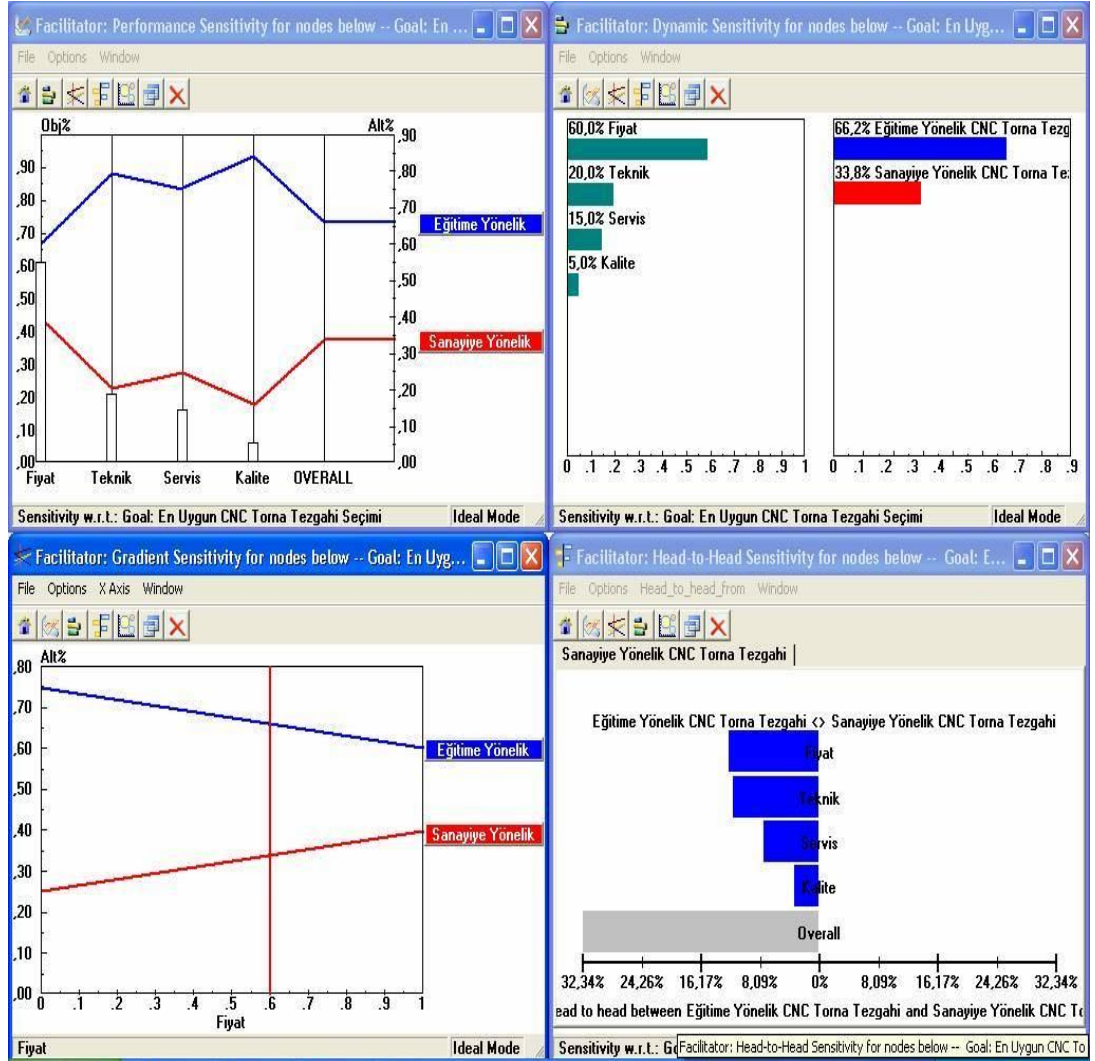 Facilitator: Performance Sensitivity for nodes below -- Goal: En ...
File Options Window
Obj% Alt%
,90
,90
,80
,80
,70
,70
,60
,60
,50
,50
,40
,40
,30
,30
,20
,20
,10
,10
,00
,00
Eğitime Yönelik
Sanayiye Yönelik
Fiyat Teknik Servis Kalite OVERALL
Sensitivity w.r.t.: Goal: En Uygun CNC Torna Tezgahi Seçimi Ideal Mode
Facilitator: Dynamic Sensitivity for nodes below -- Goal: En Uyg...
File Options Window
60,0% Fiyat
20,0% Teknik
15,0% Servis
5,0% Kalite
0 .1 .2 .3 .4 .5 .6 .7 .8 .9 1
66,2% Eğitime Yönelik CNC Torna Tezg
33,8% Sanayiye Yönelik CNC Torna Te:
0 .1 .2 .3 .4 .5 .6 .7 .8 .9
Sensitivity w.r.t.: Goal: En Uygun CNC Torna Tezgahi Seçimi Ideal Mode
Facilitator: Gradient Sensitivity for nodes below -- Goal: En Uyg...
File Options X Axis Window
Alt%
,80
,70
,60
,50
,40
,30
,20
,10
,00
Eğitime Yönelik
Sanayiye Yönelik
0 .1 .2 .3 .4 .5 .6 .7 .8 .9 1
Fiyat
Fiyat Ideal Mode
Facilitator: Head-to-Head Sensitivity for nodes below -- Goal: E...
File Options Head_to_head_from Window
Sanayiye Yönelik CNC Torna Tezgahi
Eğitime Yönelik CNC Torna Tezgahi <> Sanayiye Yönelik CNC Torna Tezgahi
Fiyat
Teknik
Servis
Kalite
Overall
32,34% 24,26% 16,17% 8,09% 0% 8,09% 16,17% 24,26% 32,34%
ead to head between Eğitime Yönelik CNC Torna Tezgahi and Sanayiye Yönelik CNC To
Sensitivity w.r.t.: Go
Facilitator: Head-to-Head Sensitivity for nodes below -- Goal: En Uygun CNC To